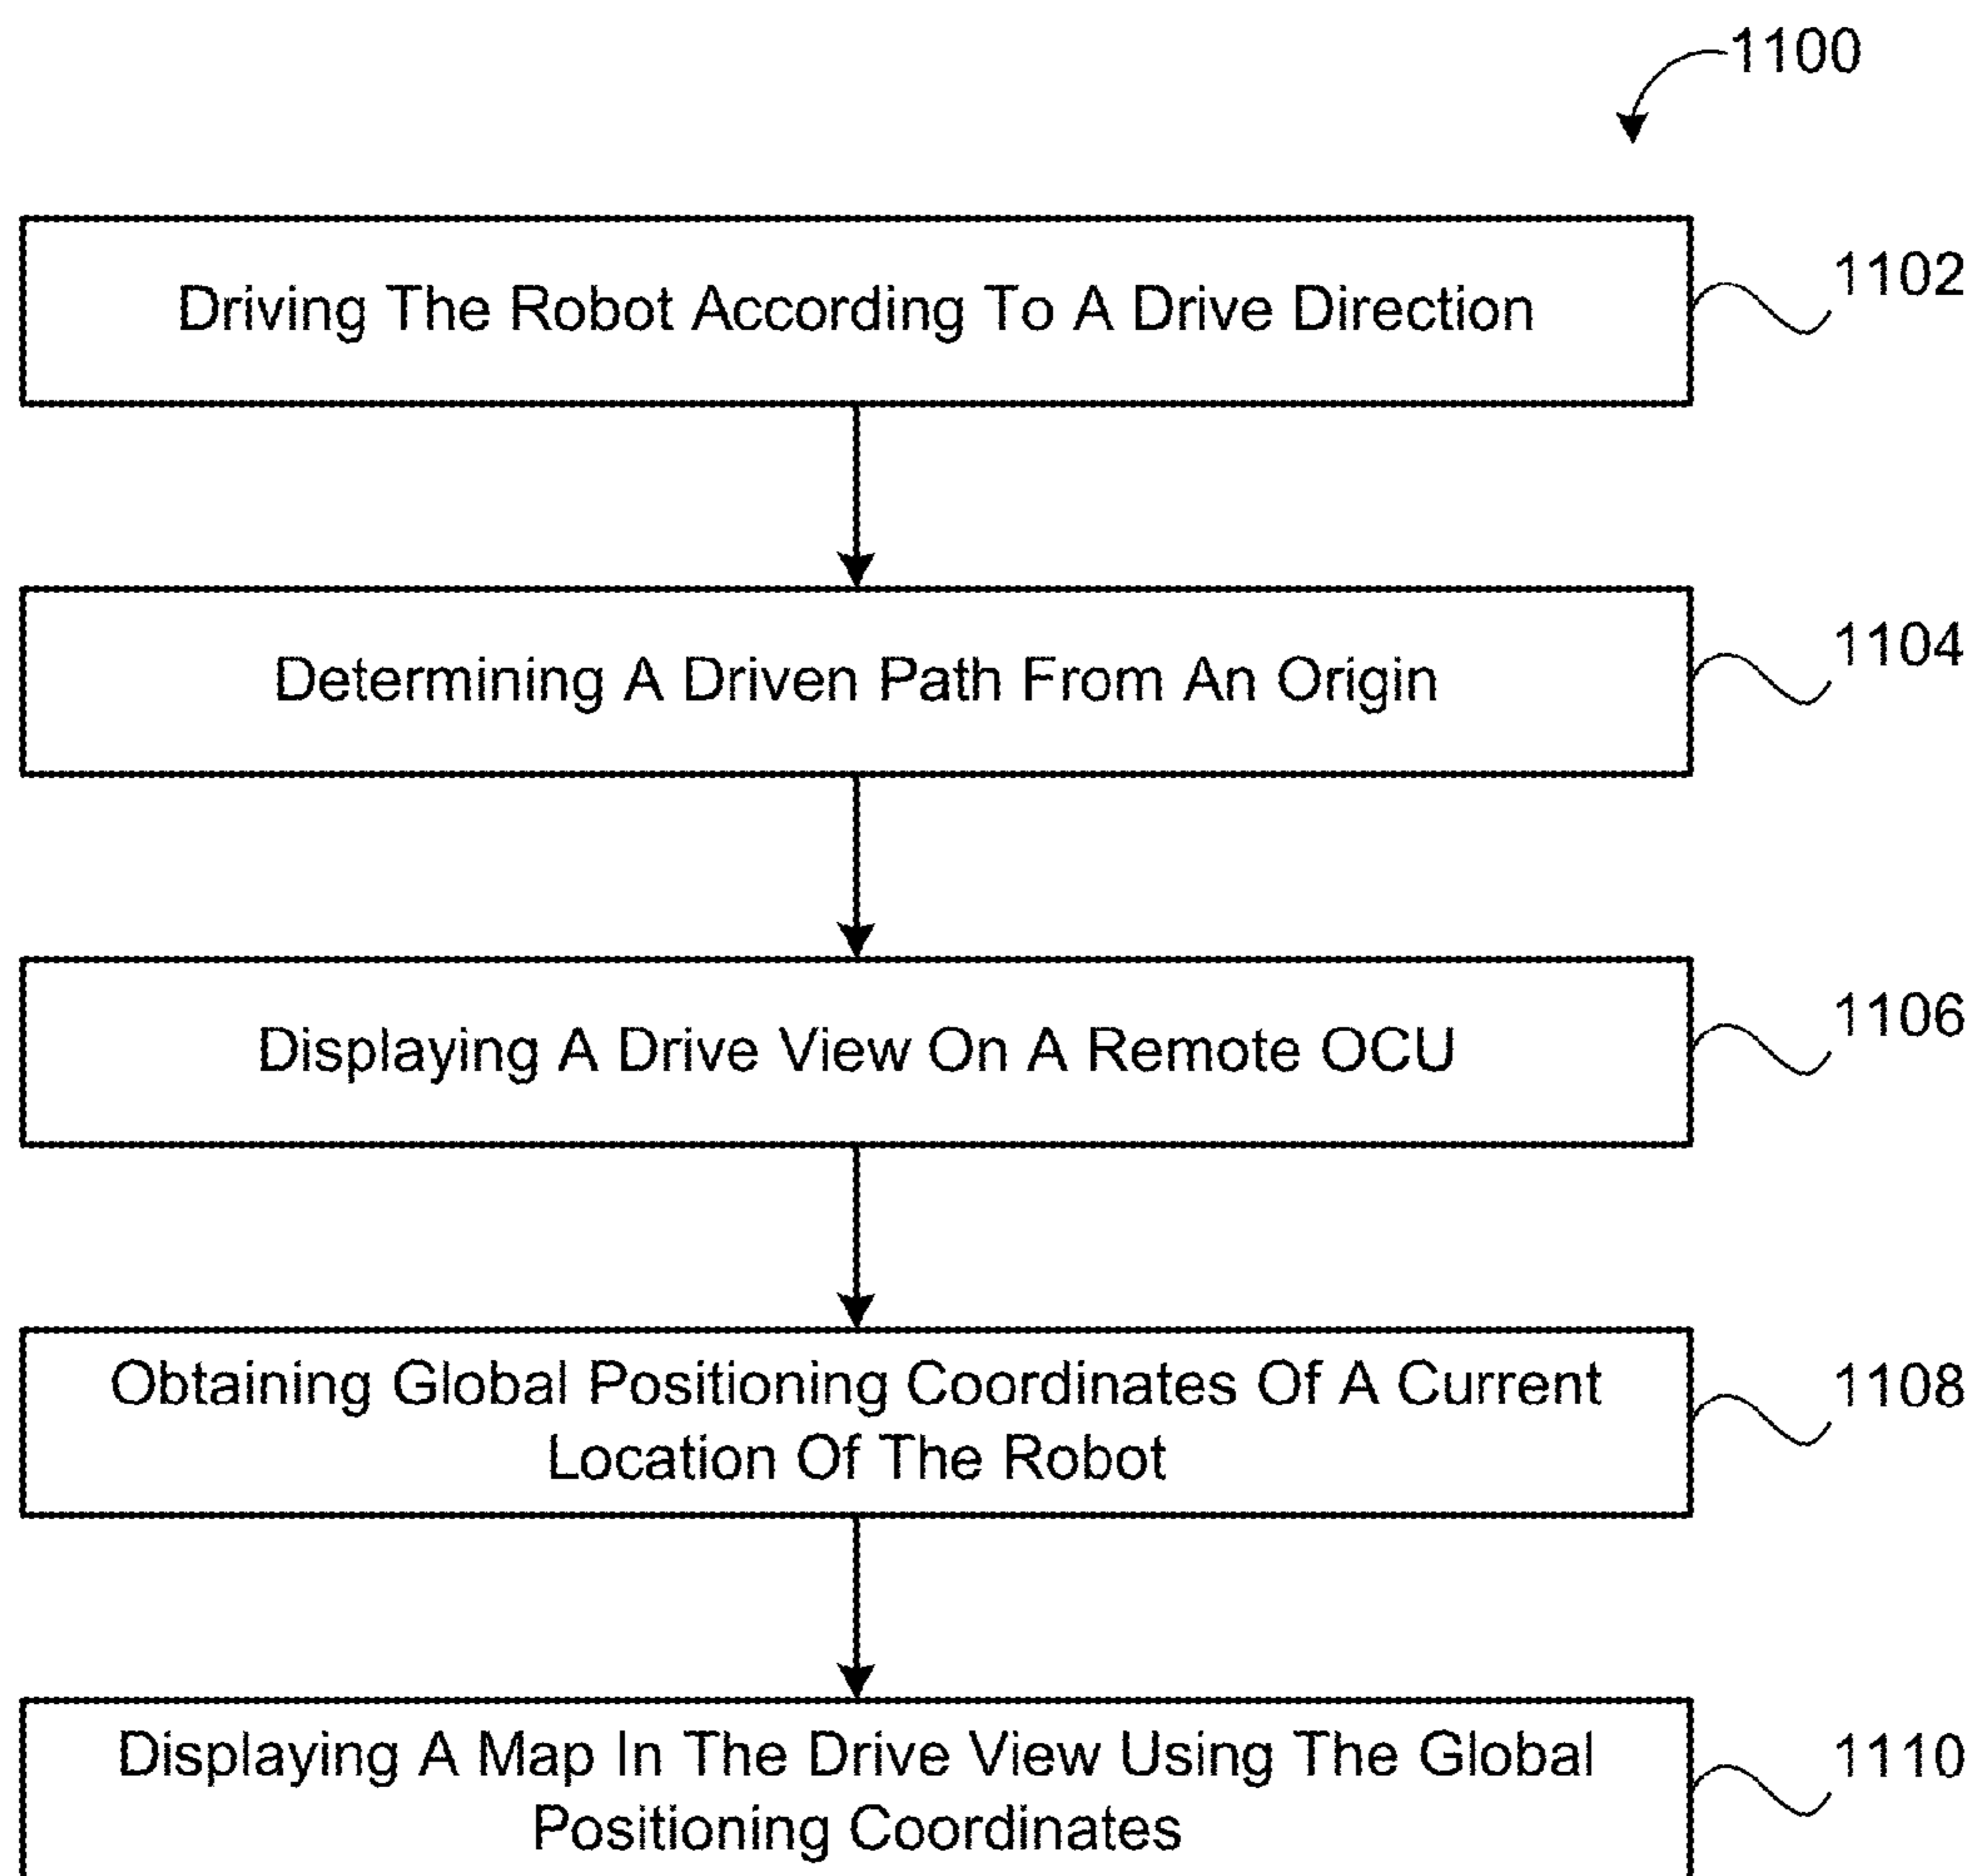 1100
Driving The Robot According To A Drive Direction
1102
Determining A Driven Path From An Origin
1104
Displaying A Drive View On A Remote OCU
1106
Obtaining Global Positioning Coordinates Of A Current
Location Of The Robot
1108
Displaying A Map In The Drive View Using The Global
Positioning Coordinates
1110